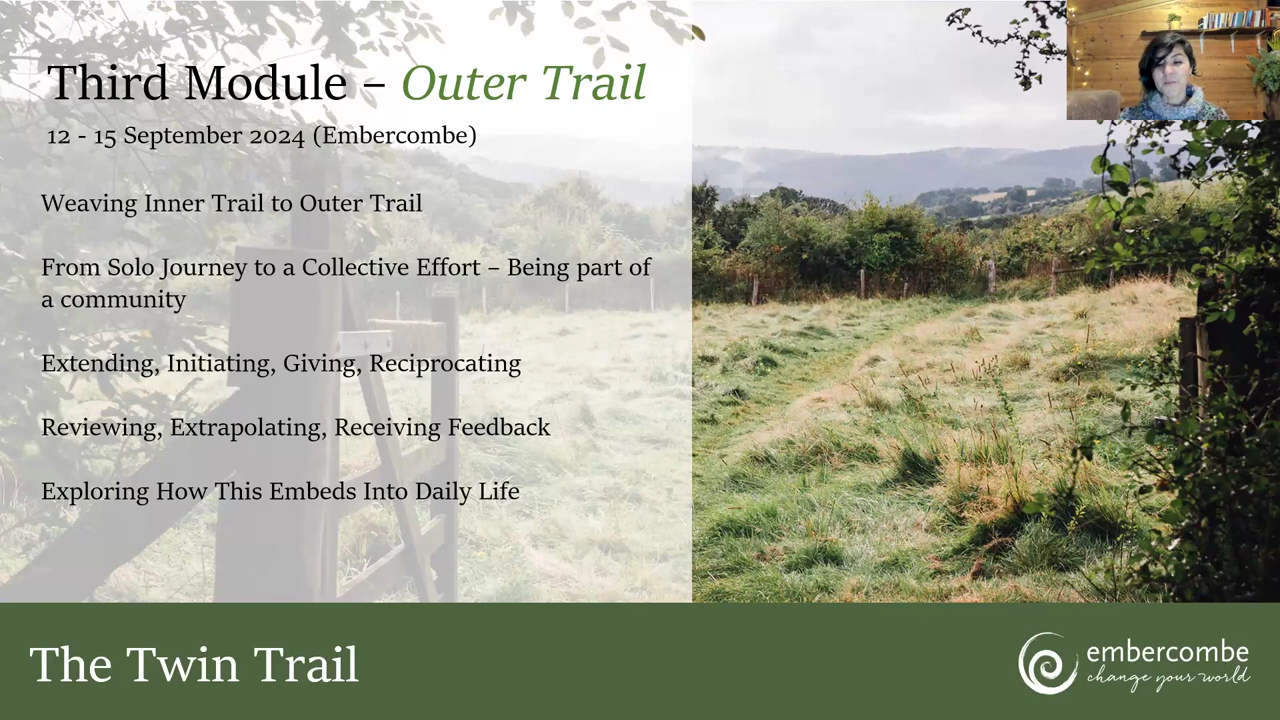 Third Module – Outer Trail
12 - 15 September 2024 (Embercombe)
Weaving Inner Trail to Outer Trail
From Solo Journey to a Collective Effort – Being part of
a community
Extending, Initiating, Giving, Reciprocating
Reviewing, Extrapolating, Receiving Feedback
Exploring How This Embeds Into Daily Life
The Twin Trail
embercombe
change your world